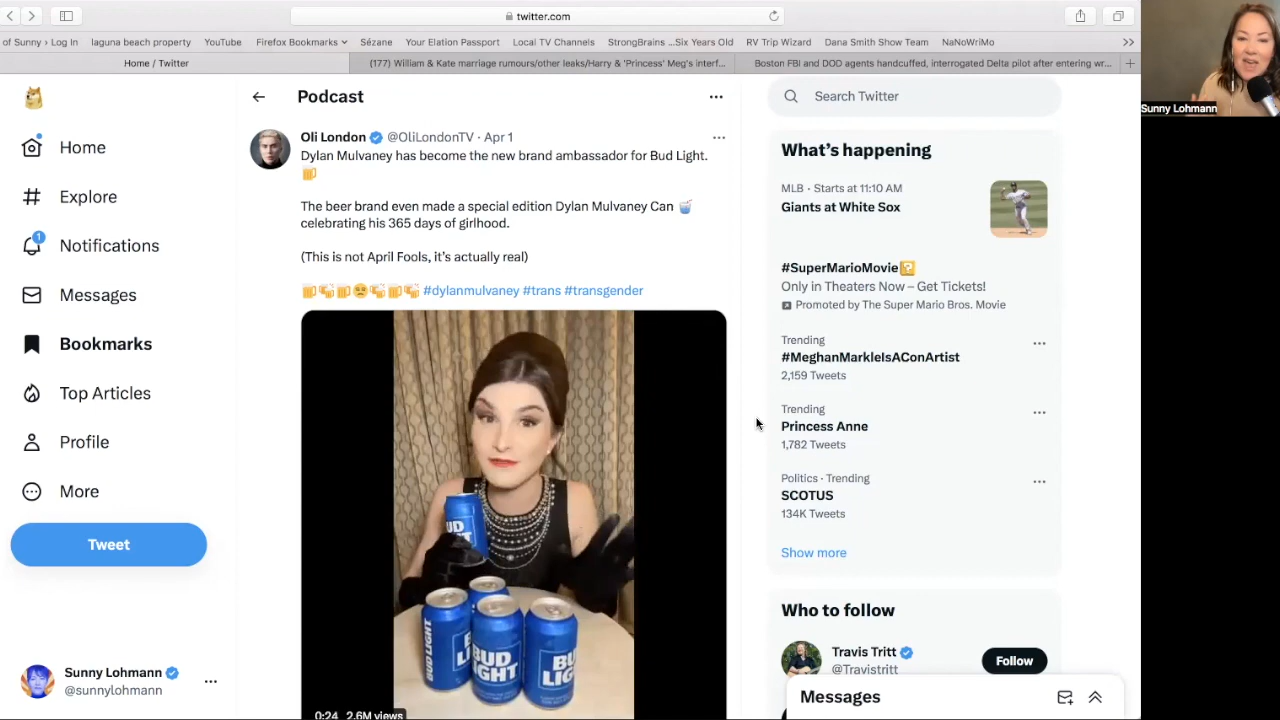 twitter.com
of Sunny › Log In laguna beach property YouTube Firefox Bookmarks Sézane Your Elation Passport Local TV Channels StrongBrains ...Six Years Old RV Trip Wizard Dana Smith Show Team NaNoWriMo
Home / Twitter
(177) William & Kate marriage rumours/other leaks/Harry & 'Princess' Meg's interf...
Boston FBI and DOD agents handcuffed, interrogated Delta pilot after entering wr...
Sunny Lohmann
Home
Explore
1
Notifications
Messages
Bookmarks
Top Articles
Profile
More
Tweet
Sunny Lohmann
@sunnylohmann
Podcast
Oli London @OliLondonTV · Apr 1
Dylan Mulvaney has become the new brand ambassador for Bud Light.
🍺
The beer brand even made a special edition Dylan Mulvaney Can 🥤
celebrating his 365 days of girlhood.
(This is not April Fools, it's actually real)
🍺🍻🍺😣🍻🍺🍻 #dylanmulvaney #trans #transgender
UD
BUD LIGHT
BUD
LIGHT
BU
LIG
0:24 2.6M views
Search Twitter
What's happening
MLB · Starts at 11:10 AM
Giants at White Sox
#SuperMarioMovie
Only in Theaters Now – Get Tickets!
Promoted by The Super Mario Bros. Movie
Trending
#MeghanMarkleIsAConArtist
2,159 Tweets
Trending
Princess Anne
1,782 Tweets
Politics · Trending
SCOTUS
134K Tweets
Show more
Who to follow
Travis Tritt
@Travistritt
Follow
Messages